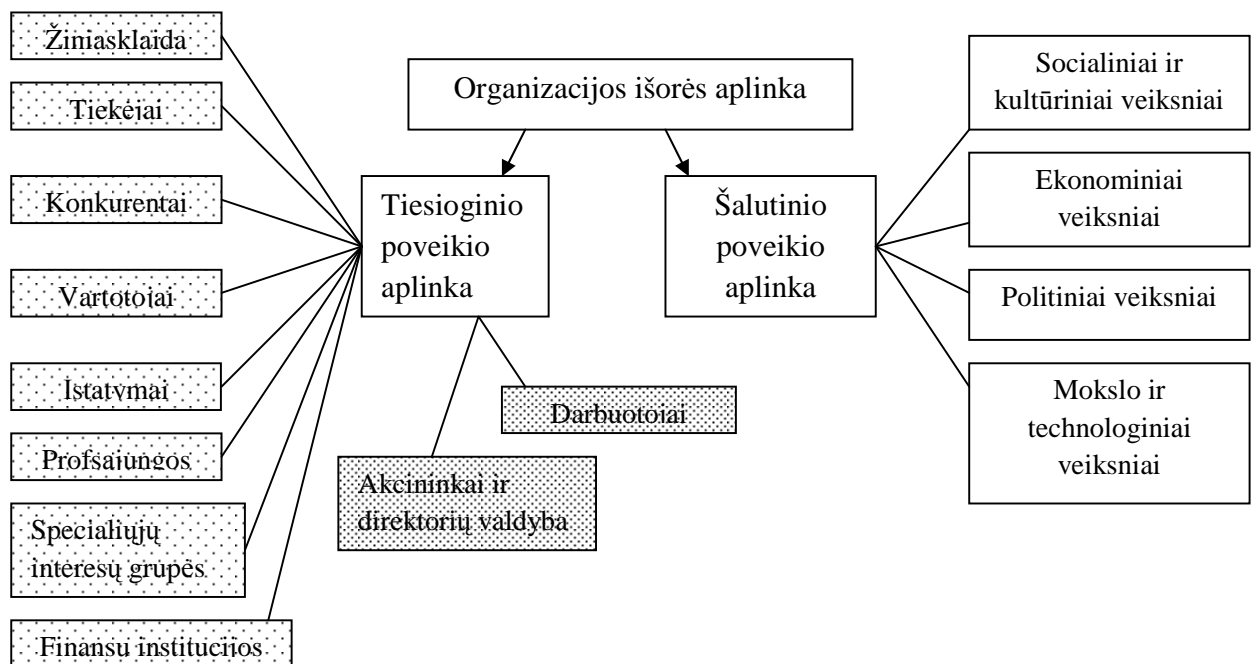 Žiniasklaida
Tiekėjai
Konkurentai
Vartotojai
Įstatymai
Profsąjungos
Specialiųjų
interesų grupės
Finansų institucijos
Organizacijos išorės aplinka
Tiesioginio
poveikio
aplinka
Šalutinio
poveikio
aplinka
Darbuotojai
Akcininkai ir
direktorių valdyba
Socialiniai ir
kultūriniai veiksniai
Ekonominiai
veiksniai
Politiniai veiksniai
Mokslo ir
technologiniai
veiksniai